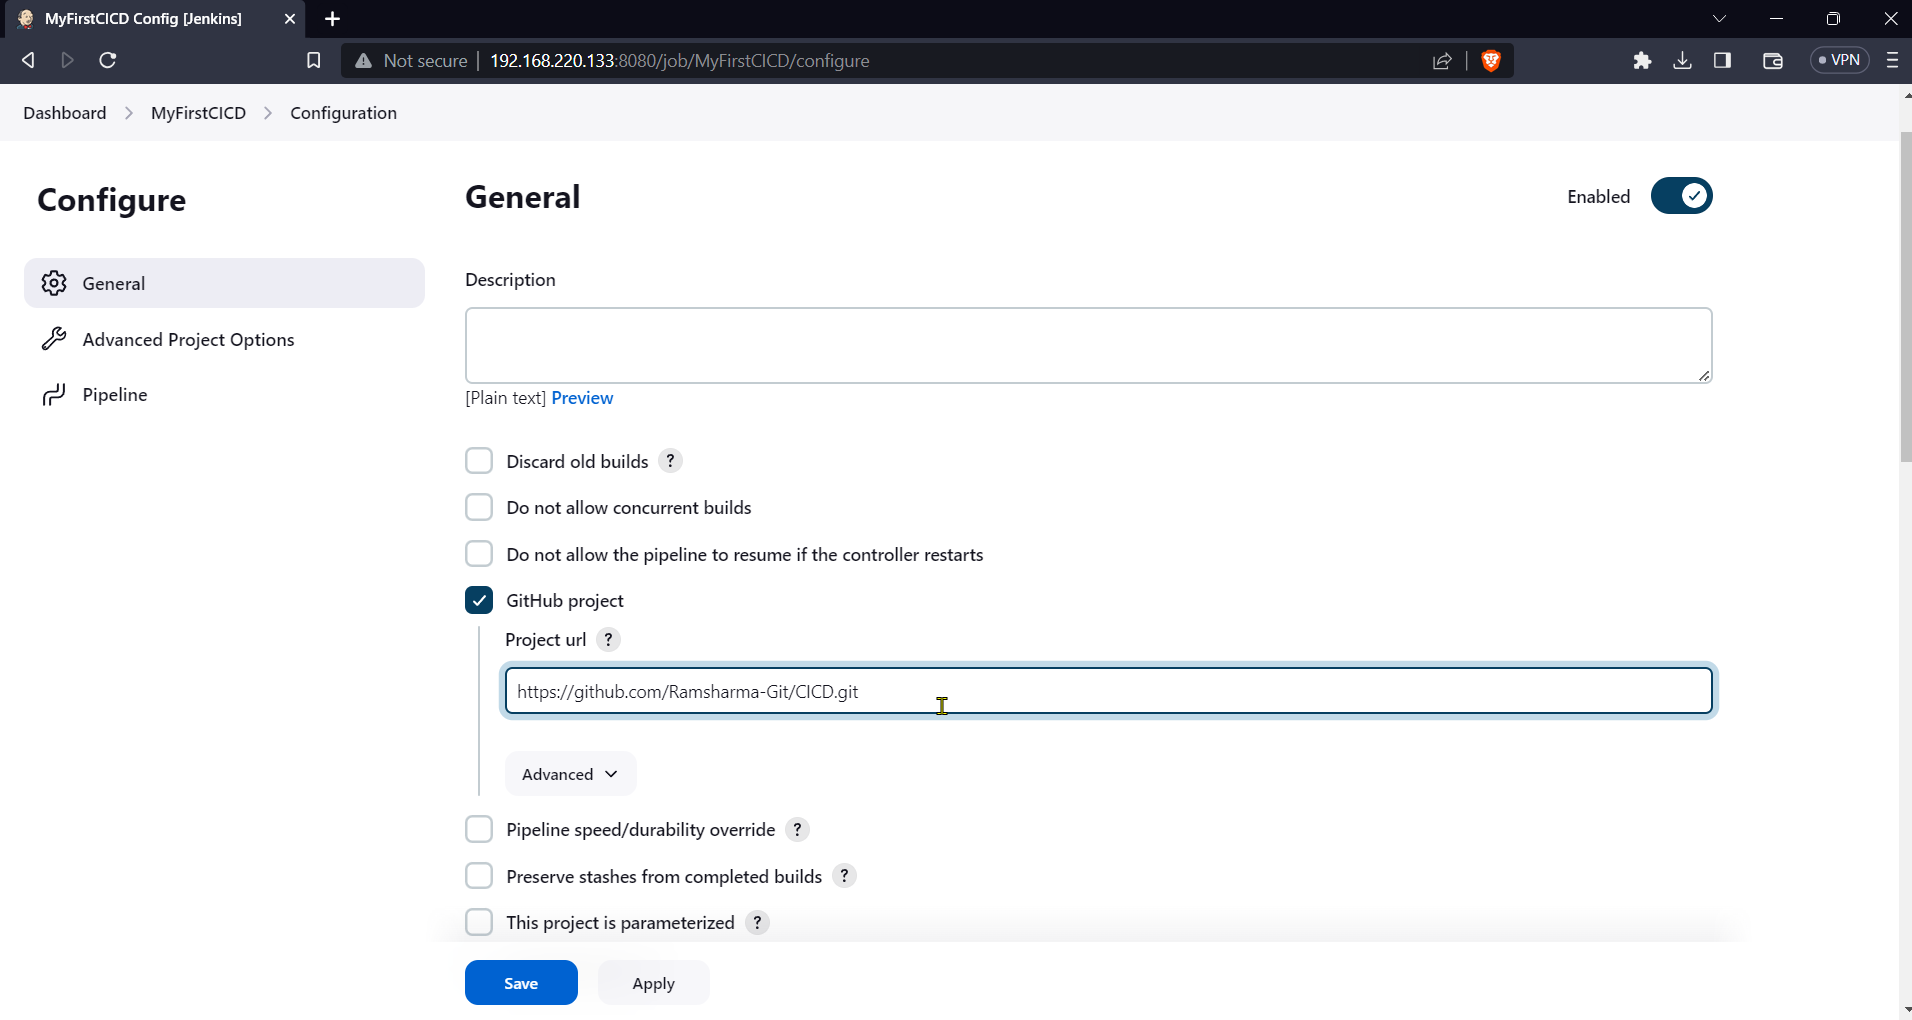 MyFirstCICD Config [Jenkins]
Not secure 192.168.220.133:8080/job/MyFirstCICD/configure
VPN
Dashboard MyFirstCICD Configuration
Configure
General
Advanced Project Options
Pipeline
General
Enabled
Description
[Plain text] Preview
Discard old builds ?
Do not allow concurrent builds
Do not allow the pipeline to resume if the controller restarts
GitHub project
Project url ?
https://github.com/Ramsharma-Git/CICD.git
Advanced
Pipeline speed/durability override ?
Preserve stashes from completed builds ?
This project is parameterized ?
Save Apply